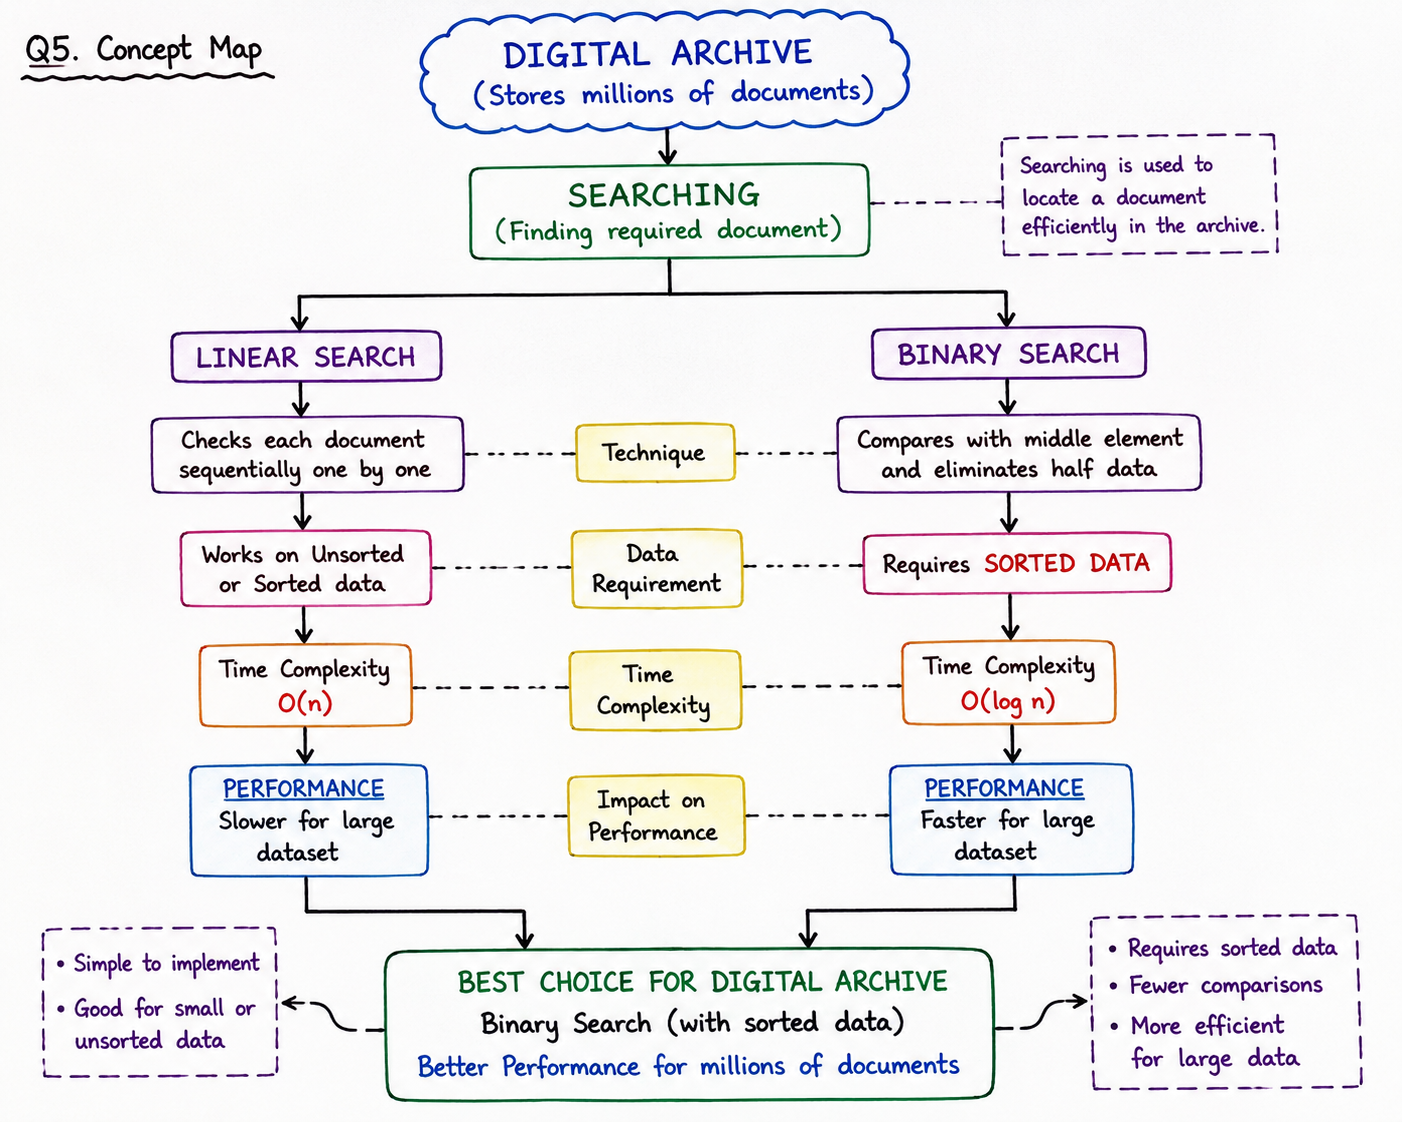 Q5. Concept Map
DIGITAL ARCHIVE
(Stores millions of documents)
SEARCHING
(Finding required document)
Searching is used to
locate a document
efficiently in the archive.
LINEAR SEARCH
BINARY SEARCH
Checks each document
sequentially one by one
Technique
Compares with middle element
and eliminates half data
Works on Unsorted
or Sorted data
Data
Requirement
Requires SORTED DATA
Time Complexity
O(n)
Time
Complexity
Time Complexity
O(log n)
PERFORMANCE
Slower for large
dataset
Impact on
Performance
PERFORMANCE
Faster for large
dataset
• Simple to implement
• Good for small or
unsorted data
BEST CHOICE FOR DIGITAL ARCHIVE
Binary Search (with sorted data)
Better Performance for millions of documents
• Requires sorted data
• Fewer comparisons
• More efficient
for large data